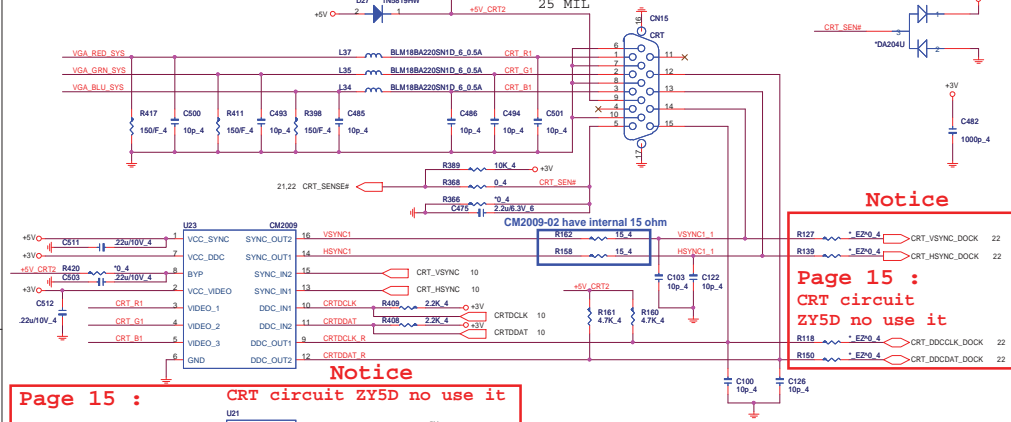 D27 1N5819HW
+5V 2 1 +5V_CRT2
25 MIL
16
CN15
CRT
CRT_SEN# 3
1
2
*DA204U
VGA_RED_SYS L37 BLM18BA220SN1D_6_0.5A CRT_R1
VGA_GRN_SYS L35 BLM18BA220SN1D_6_0.5A CRT_G1
VGA_BLU_SYS L34 BLM18BA220SN1D_6_0.5A CRT_B1
6
1
7
2
8
3
9
4
10
5
11
12
13
14
15
17
R417
150/F_4
C500
10p_4
R411
150/F_4
C493
10p_4
R398
150/F_4
C485
10p_4
C486
10p_4
C494
10p_4
C501
10p_4
+3V
C482
1000p_4
R389 10K_4 +3V
21,22 CRT_SENSE# R368 0_4 CRT_SEN#
R366 *0_4
C475 2.2u/6.3V_6
CM2009-02 have internal 15 ohm
Notice
U23 CM2009
+5V 1 VCC_SYNC SYNC_OUT2 16 VSYNC1 R162 15_4 VSYNC1_1 R127 *_EZ*0_4 CRT_VSYNC_DOCK 22
C511 .22u/10V_4
7 VCC_DDC SYNC_OUT1 14 HSYNC1 R158 15_4 HSYNC1_1 R139 *_EZ*0_4 CRT_HSYNC_DOCK 22
+5V_CRT2 R420 *0_4 8 BYP SYNC_IN2 15 CRT_VSYNC 10
+3V C503 .22u/10V_4
2 VCC_VIDEO SYNC_IN1 13 CRT_HSYNC 10
C103
10p_4
C122
10p_4
+5V_CRT2
C512
.22u/10V_4
CRT_R1 3 VIDEO_1 DDC_IN1 10 CRTDCLK R409 2.2K_4 +3V
CRTDCLK 10
CRT_G1 4 VIDEO_2 DDC_IN2 11 CRTDDAT R408 2.2K_4 +3V
CRTDDAT 10
R161
4.7K_4
R160
4.7K_4
CRT_B1 5 VIDEO_3 DDC_OUT1 9 CRTDCLK_R R118 *_EZ*0_4 CRT_DDCCLK_DOCK 22
6 GND DDC_OUT2 12 CRTDDAT_R R150 *_EZ*0_4 CRT_DDCDAT_DOCK 22
Page 15 :
CRT circuit
ZY5D no use it
C100
10p_4
C126
10p_4
Notice
Page 15 : CRT circuit ZY5D no use it
U21